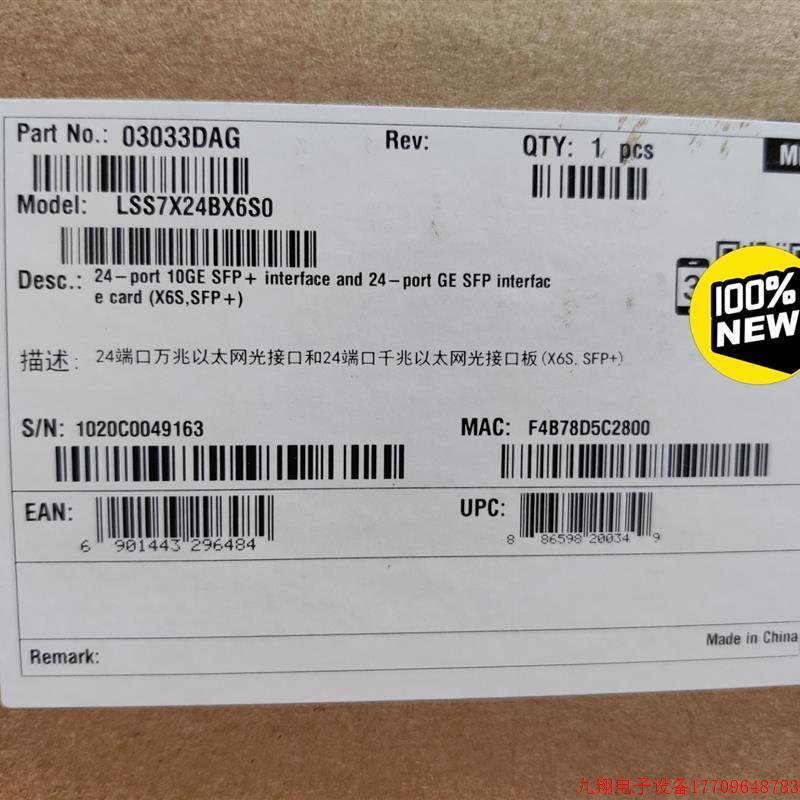 Part No.: 03033DAG
Rev:
QTY: 1 pcs
M
Model: LSS7X24BX6S0
Desc.: 24-port 10GE SFP+ interface and 24-port GE SFP interfac
e card (X6S,SFP+)
3
100%
NEW
描述: 24端口万兆以太网光接口和24端口千兆以太网光接口板(X6S, SFP+)
S/N: 1020C0049163
MAC: F4B78D5C2800
EAN:
6 901443 296484
UPC:
8 86598 20034 9
Made in China
Remark:
九翔电子设备17709648783